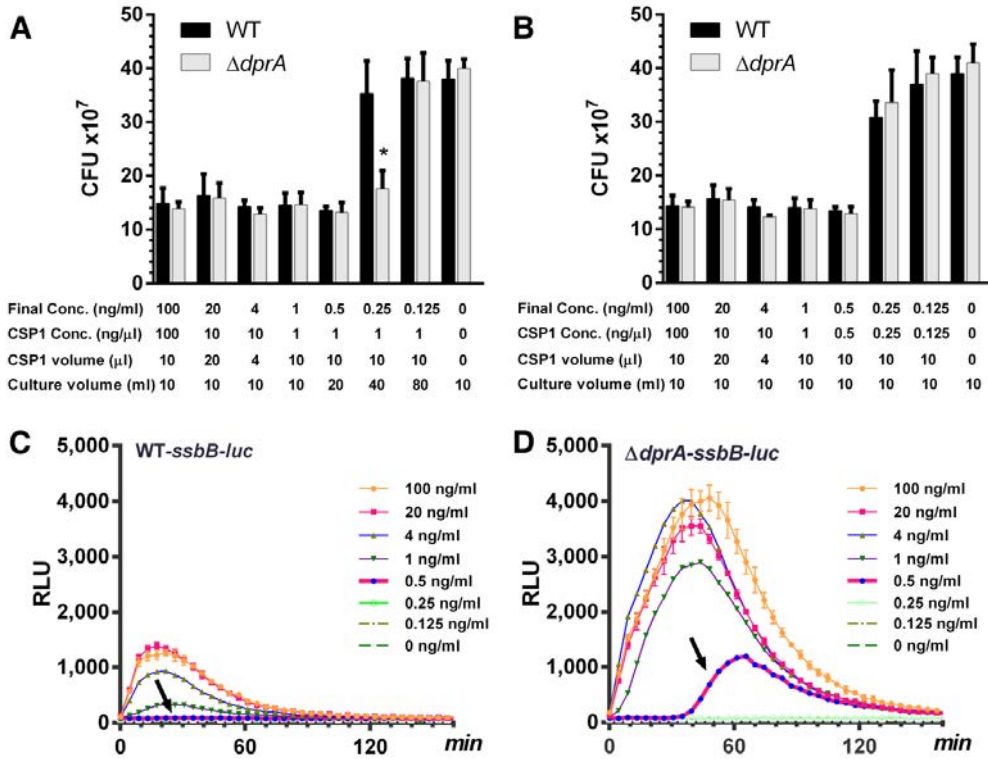 A
50
40
30
20
10
0
CFU x10⁷
WT
ΔdprA
*
Final Conc. (ng/ml) 100 20 4 1 0.5 0.25 0.125 0
CSP1 Conc. (ng/µl) 100 10 10 1 1 1 1 0
CSP1 volume (µl) 10 20 4 10 10 10 10 0
Culture volume (ml) 10 10 10 10 20 40 80 10
B
50
40
30
20
10
0
CFU x10⁷
WT
ΔdprA
Final Conc. (ng/ml) 100 20 4 1 0.5 0.25 0.125 0
CSP1 Conc. (ng/µl) 100 10 10 1 0.5 0.25 0.125 0
CSP1 volume (µl) 10 20 4 10 10 10 10 0
Culture volume (ml) 10 10 10 10 10 10 10 10
C
WT-ssbB-luc
5,000
4,000
3,000
2,000
1,000
0
RLU
100 ng/ml
20 ng/ml
4 ng/ml
1 ng/ml
0.5 ng/ml
0.25 ng/ml
0.125 ng/ml
0 ng/ml
0 60 120 min
D
ΔdprA-ssbB-luc
5,000
4,000
3,000
2,000
1,000
0
RLU
100 ng/ml
20 ng/ml
4 ng/ml
1 ng/ml
0.5 ng/ml
0.25 ng/ml
0.125 ng/ml
0 ng/ml
0 60 120 min